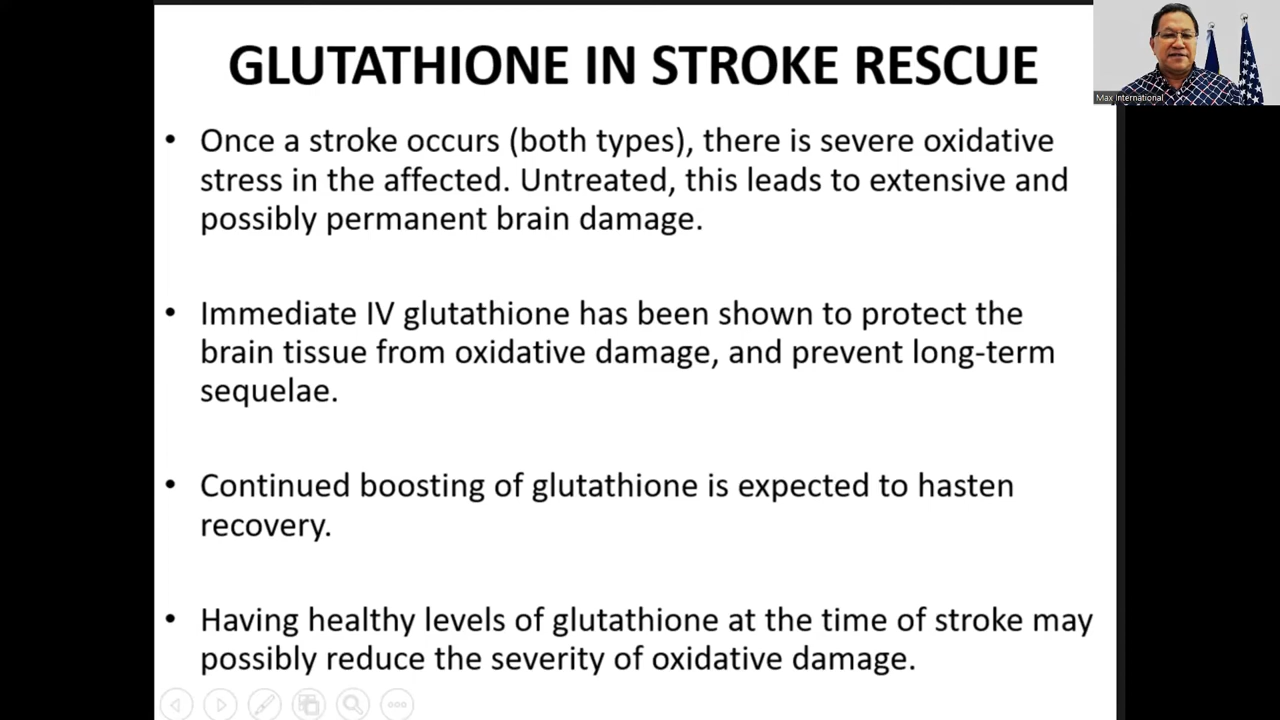 GLUTATHIONE IN STROKE RESCUE
• Once a stroke occurs (both types), there is severe oxidative
stress in the affected. Untreated, this leads to extensive and
possibly permanent brain damage.
• Immediate IV glutathione has been shown to protect the
brain tissue from oxidative damage, and prevent long-term
sequelae.
• Continued boosting of glutathione is expected to hasten
recovery.
• Having healthy levels of glutathione at the time of stroke may
possibly reduce the severity of oxidative damage.
Max International